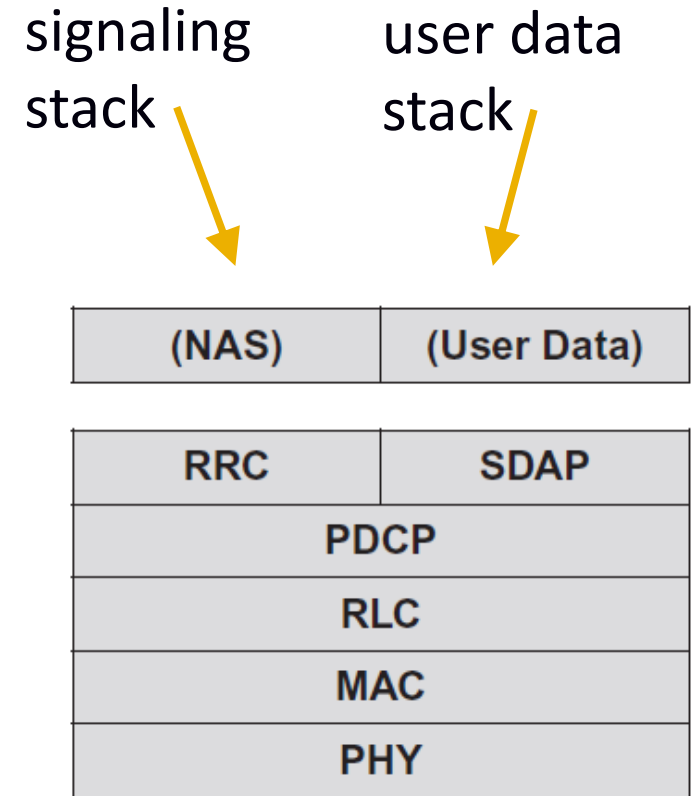 signaling
stack
user data
stack
(NAS)
(User Data)
RRC
SDAP
PDCP
RLC
MAC
PHY